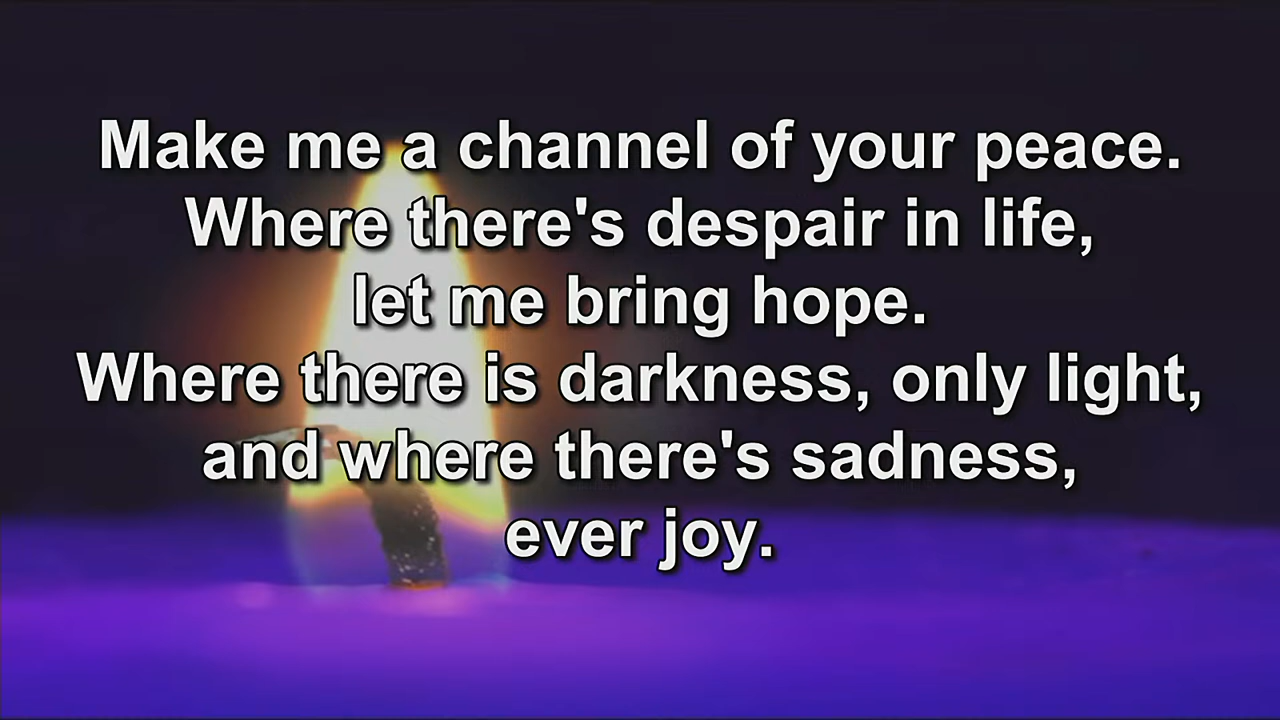 Make me a channel of your peace.
Where there's despair in life,
let me bring hope.
Where there is darkness, only light,
and where there's sadness,
ever joy.